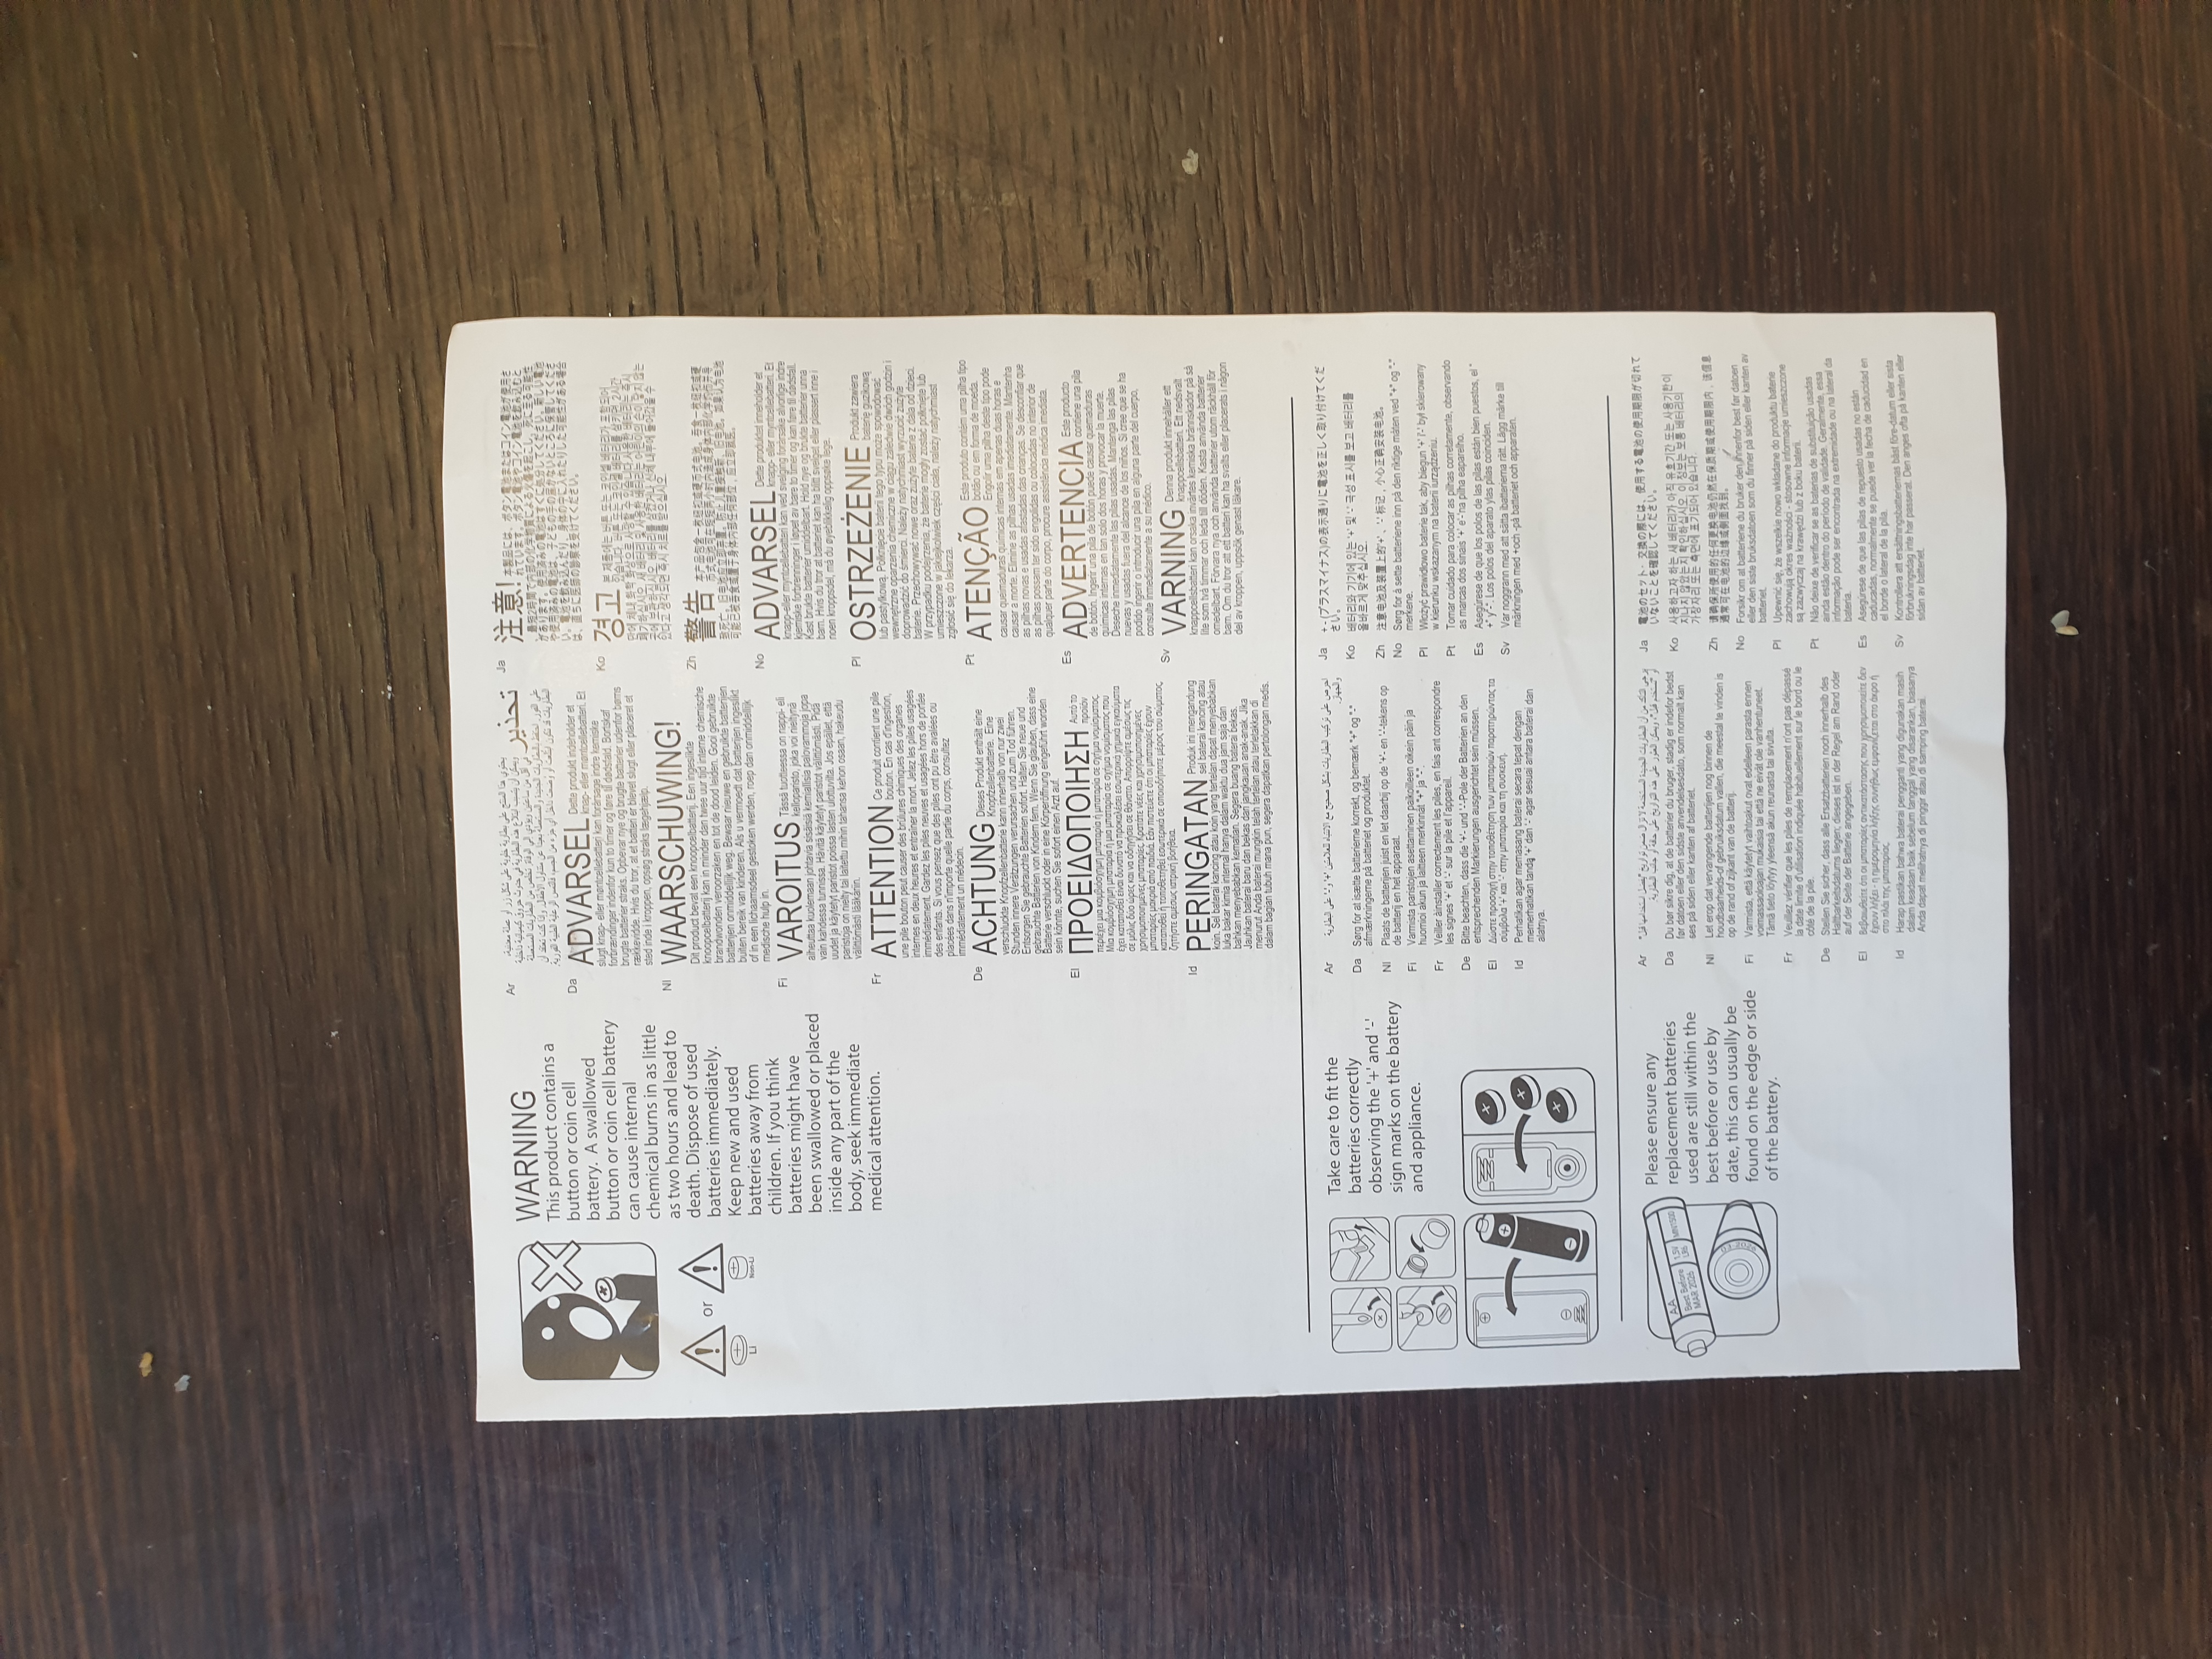 WARNING
This product contains a
button or coin cell
battery. A swallowed
button or coin cell battery
can cause internal
chemical burns in as little
as two hours and lead to
death. Dispose of used
batteries immediately.
Keep new and used
batteries away from
children. If you think
batteries might have
been swallowed or placed
inside any part of the
body, seek immediate
medical attention.
or
Li
Non-Li
Ar
تحذير
يحتوي هذا المنتج على بطارية خلوية على شكل زر أو عملة معدنية.
Da
ADVARSEL Dette produkt indeholder et
knap- eller møntcellebatteri. Et
slugt knap- eller møntcellebatteri kan forårsage indre kemiske
forbrændinger indenfor kun to timer og føre til dødsfald. Bortskaf
brugte batterier straks. Opbevar nye og brugte batterier udenfor børns
rækkevidde. Hvis du tror, at et batteri er blevet slugt eller placeret et
sted inde i kroppen, opsøg straks lægehjælp.
Nl
WAARSCHUWING!
Dit product bevat een knoopcelbatterij. Een ingeslikte
knoopcelbatterij kan in minder dan twee uur tijd interne chemische
brandwonden veroorzaken en tot de dood leiden. Gooi gebruikte
batterijen onmiddellijk weg. Bewaar nieuwe en gebruikte batterijen
buiten bereik van kinderen. Als u vermoedt dat batterijen ingeslikt
of in een lichaamsdeel gestoken werden, roep dan onmiddellijk
medische hulp in.
Fi
VAROITUS Tässä tuotteessa on nappi- eli
kelloparisto, joka voi nieltynä
aiheuttaa kuolemaan johtavia sisäisiä kemiallisia palovammoja jopa
vain kahdessa tunnissa. Hävitä käytetyt paristot välittömästi. Pidä
uudet ja käytetyt paristot poissa lasten ulottuvilta. Jos epäilet, että
paristoja on nielty tai laitettu mihin tahansa kehon osaan, hakeudu
välittömästi lääkäriin.
Fr
ATTENTION Ce produit contient une pile
bouton. En cas d'ingestion,
une pile bouton peut causer des brûlures chimiques des organes
internes en deux heures et entraîner la mort. Jetez les piles usagées
immédiatement. Gardez les piles neuves et usagées hors de portée
des enfants. Si vous pensez que des piles ont pu être avalées ou
placées dans n'importe quelle partie du corps, consultez
immédiatement un médecin.
De
ACHTUNG Dieses Produkt enthält eine
Knopfzellenbatterie. Eine
verschluckte Knopfzellenbatterie kann innerhalb von nur zwei
Stunden innere Verätzungen verursachen und zum Tod führen.
Entsorgen Sie gebrauchte Batterien sofort. Halten Sie neue und
gebrauchte Batterien von Kindern fern. Wenn Sie glauben, dass eine
Batterie verschluckt oder in eine Körperöffnung eingeführt worden
sein könnte, suchen Sie sofort einen Arzt auf.
El
ΠΡΟΕΙΔΟΠΟΙΗΣΗ Αυτό το
προϊόν
περιέχει μια κομβιόσχημη μπαταρία ή μπαταρία σε σχήμα νομίσματος.
Μια κομβιόσχημη μπαταρία ή μια μπαταρία σε σχήμα νομίσματος που
έχει καταποθεί είναι δυνατό να προκαλέσει εσωτερικά χημικά εγκαύματα
σε μόλις δύο ώρες και να οδηγήσει σε θάνατο. Απορρίψτε αμέσως τις
χρησιμοποιημένες μπαταρίες. Κρατάτε νέες και χρησιμοποιημένες
μπαταρίες μακριά από παιδιά. Εάν πιστεύετε ότι οι μπαταρίες έχουν
καταποθεί ή τοποθετηθεί εσωτερικά σε οποιοδήποτε μέρος του σώματος,
ζητήστε αμέσως ιατρική βοήθεια.
Id
PERINGATAN Produk ini mengandung
sel baterai kancing atau
koin. Sel baterai kancing atau koin yang tertelan dapat menyebabkan
luka bakar kimia internal hanya dalam waktu dua jam saja dan
bahkan menyebabkan kematian. Segera buang baterai bekas.
Jauhkan baterai baru dan bekas dari jangkauan anak-anak. Jika
menurut Anda baterai mungkin telah tertelan atau terletakkan di
dalam bagian tubuh mana pun, segera dapatkan pertolongan medis.
Ja
注意! 本製品には、ボタン電池またはコイン電池が使用さ
れています。ボタン電池やコイン電池を飲み込むと
、最短2時間で内部の化学物質による火傷を起こし、死に至る可能性
があります。使用済みの電池はすぐに処分してください。新しい電池
や使用済みの電池は、子どもの手の届かないところに保管してくださ
い。電池を飲み込んだり、身体の中に入れたりした可能性がある場合
は、直ちに医師の診察を受けてください。
Ko
경고 본 제품에는 버튼 또는 코인셀 배터리가 포함되어
있습니다. 버튼 또는 코인셀 배터리를 삼키면, 2시간
만에 체내 화학 화상으로 사망할 수 있습니다.사용한 배터리는 즉시
폐기하십시오. 새 배터리 및 사용한 배터리는 어린이의 손이 닿지 않는
곳에 보관하십시오. 배터리를 삼켰거나 신체 내부에 들어갔을 수
있다고 생각되면 즉시 치료를 받으십시오.
Zh
警告 本产品包含一枚纽扣或硬币式电池。吞食一枚纽扣或硬
币式电池可在短短两小时内造成身体内部化学灼伤并导
致死亡。旧电池应立即弃置。防止儿童接触新、旧电池。如果认为电池
可能已被吞食或置于身体内部任何部位，应立即就医。
No
ADVARSEL Dette produktet inneholder et
knapp- eller myntcellebatteri. Et
knapp-eller myntcellebatteri kan ved svelging forårsake alvorlige indre
kjemiske forbrenninger i løpet av bare to timer og kan føre til dødsfall.
Kast brukte batterier umiddelbart. Hold nye og brukte batterier unna
barn. Hvis du tror at batteriet kan ha blitt svelget eller plassert inne i
noen kroppsdel, må du øyeblikkelig oppsøke lege.
Pl
OSTRZEŻENIE Produkt zawiera
baterię guzikową
lub pastylkową. Połknięcie baterii tego typu może spowodować
wewnętrzne oparzenia chemiczne w ciągu zaledwie dwóch godzin i
doprowadzić do śmierci. Należy natychmiast wyrzucić zużyte
baterie. Przechowywać nowe oraz zużyte baterie z dala od dzieci.
W przypadku podejrzenia, że baterie mogły zostać połknięte lub
umieszczone w jakiejkolwiek części ciała, należy natychmiast
zgłosić się do lekarza.
Pt
ATENÇÃO Este produto contém uma pilha tipo
botão ou em forma de moeda.
Engolir uma pilha deste tipo pode
causar queimaduras químicas internas em apenas duas horas e
causar a morte. Elimine as pilhas usadas imediatamente. Mantenha
as pilhas novas e usadas afastadas das crianças. Se desconfiar que
as pilhas possam ter sido engolidas ou colocadas no interior de
qualquer parte do corpo, procure assistência médica imediata.
Es
ADVERTENCIA Este producto
contiene una pila
de botón. Ingerir una pila de botón puede causar quemaduras
químicas internas en tan solo dos horas y provocar la muerte.
Deseche inmediatamente las pilas usadas. Mantenga las pilas
nuevas y usadas fuera del alcance de los niños. Si cree que se ha
podido ingerir o introducir una pila en alguna parte del cuerpo,
consulte inmediatamente a su médico.
Sv
VARNING Denna produkt innehåller ett
knappcellsbatteri. Ett nedsvalt
knappcellsbatteri kan orsaka invärtes kemiska brännskador på så
lite som två timmar och leda till döden. Kasta använda batterier
omedelbart. Förvara nya och använda batterier utom räckhåll för
barn. Om du tror att ett batteri kan ha svalts eller placerats i någon
del av kroppen, uppsök genast läkare.
Take care to fit the
batteries correctly
observing the '+' and '-'
sign marks on the battery
and appliance.
Ar احرص على تركيب البطاريات بشكل صحيح مع الانتباه للعلامتين '+' و'-' على البطارية
والجهاز.
Da Sørg for at isætte batterierne korrekt, og bemærk "+" og "-"
afmærkningerne på batteriet og produktet.
Nl Plaats de batterijen juist en let daarbij op de '+'- en '-'-tekens op
de batterij en het apparaat.
Fi Varmista paristojen asettaminen paikoilleen oikein päin ja
huomioi akun ja laitteen merkinnät "+" ja "-".
Fr Veiller àinstaller correctement les piles, en fais ant correspondre
les signes '+' et '-' sur la pile et l'appareil.
De Bitte beachten, dass die '+'- und '-'-Pole der Batterien an den
entsprechenden Markierungen ausgerichtet sein müssen.
El Δώστε προσοχή στην τοποθέτηση των μπαταριών παρατηρώντας τα
σύμβολα '+' και '-' στην μπαταρία και τη συσκευή.
Id Perhatikan agar memasang baterai secara tepat dengan
memerhatikan tanda '+' dan '-' agar sesuai antara baterai dan
alatnya.
Ja + - (プラスマイナス)の表示通りに電池を正しく取り付けてくだ
さい。
Ko 배터리와 기기에 있는 '+' 및 '-' 극성 표시를 보고 배터리를
올바르게 맞추십시오.
Zh 注意电池及装置上的'+'、'-' 标记，小心正确安装电池。
No Sørg for å sette batteriene inn på den riktige måten ved "+" og "-"
merkene.
Pl Włożyć prawidłowo baterie tak, aby biegun '+' i'-' był skierowany
w kierunku wskazanym na baterii iurządzeniu.
Pt Tomar cuidado para colocar as pilhas corretamente, observando
as marcas dos sinais '+' e'-'na pilha eaparelho.
Es Asegúrese de que los polos de las pilas están bien puestos, el "
+" y"-". Los polos del aparato ylas pilas coinciden.
Sv Var noggrann med att sätta ibatterierna rätt. Lägg märke till
märkningen med +och -på batteriet och apparaten.
AA
Best Before
MAR 2026
1.5V
LR6
MN1500
Please ensure any
replacement batteries
used are still within the
best before or use by
date, this can usually be
found on the edge or side
of the battery.
Ar يرجى التأكد من أن البطاريات الجديدة المستخدمة لا تزال ضمن تواريخ "يفضل استخدامها قبل"
أو "تستخدم قبل"، ويمكن العثور على هذه التواريخ على حافة أو جانب البطارية.
Da Du bør sikre dig, at de batterier du bruger, stadig er indefor bedst
før datoen eller den sidste anvendelsesdato, som normalt kan
ses på siden eller kanten af batteriet.
Nl Let erop dat vervangende batterijen nog binnen de
houdbaarheids-of gebruiksdatum vallen, die meestal te vinden is
op de rand of zijkant van de batterij.
Fi Varmista, että käytetyt vaihtoakut ovat edelleen parasta ennen
voimassaoloajan mukaisia tai että ne eivät ole vanhentuneet.
Tämä tieto löytyy yleensä akun reunasta tai sivulta.
Fr Veuillez vérifier que les piles de remplacement n'ont pas dépassé
la date limite d'utilisation indiquée habituellement sur le bord ou le
côté de la pile.
De Stellen Sie sicher, dass alle Ersatzbatterien noch innerhalb des
Haltbarkeitsdatums liegen; dieses ist in der Regel am Rand oder
auf der Seite der Batterie angegeben.
El Βεβαιωθείτε ότι οι μπαταρίες αντικατάστασης που χρησιμοποιείτε δεν
έχουν λήξει - η ημερομηνία λήξης συνήθως εμφανίζεται στο άκρο ή
στο πλάι της μπαταρίας.
Id Harap pastikan bahwa baterai pengganti yang digunakan masih
dalam keadaan baik sebelum tanggal yang disarankan, biasanya
Anda dapat melihatnya di pinggir atau di samping baterai.
Ja 電池のセット・交換の際には、使用する電池の使用期限が切れて
いないことを確認してください。
Ko 사용하고자 하는 새 배터리가 아직 유효기간 또는 사용기한이
지나지 않았는지 확인하십시오. 이 정보는 보통 배터리의
가장자리 또는 측면에 표기되어 있습니다.
Zh 请确保所使用的任何更换电池仍然在保质期或使用期限内，该信息
通常可在电池的边缘或侧面找到。
No Forsikr om at batteriene du bruker den ihnenfor best før datoen
eller den siste bruksdatoen som du finner på siden eller kanten av
batteriet.
Pl Upewnić się, że wszelkie nowo wkładane do produktu baterie
zachowują okres ważności - stosowne informacje umieszczone
są zazwyczaj na krawędzi lub z boku baterii.
Pt Não deixe de verificar se as baterias de substituição usadas
ainda estão dentro do período de validade. Geralmente, essa
informação pode ser encontrada na extremidade ou na lateral da
bateria.
Es Asegúrese de que las pilas de repuesto usadas no están
caducadas, normalmente se puede ver la fecha de caducidad en
el borde o lateral de la pila.
Sv Kontrollera att ersättningsbatteriernas bäst före-datum eller sista
förbrukningsdag inte har passerat. Den anges ofta på kanten eller
sidan av batteriet.